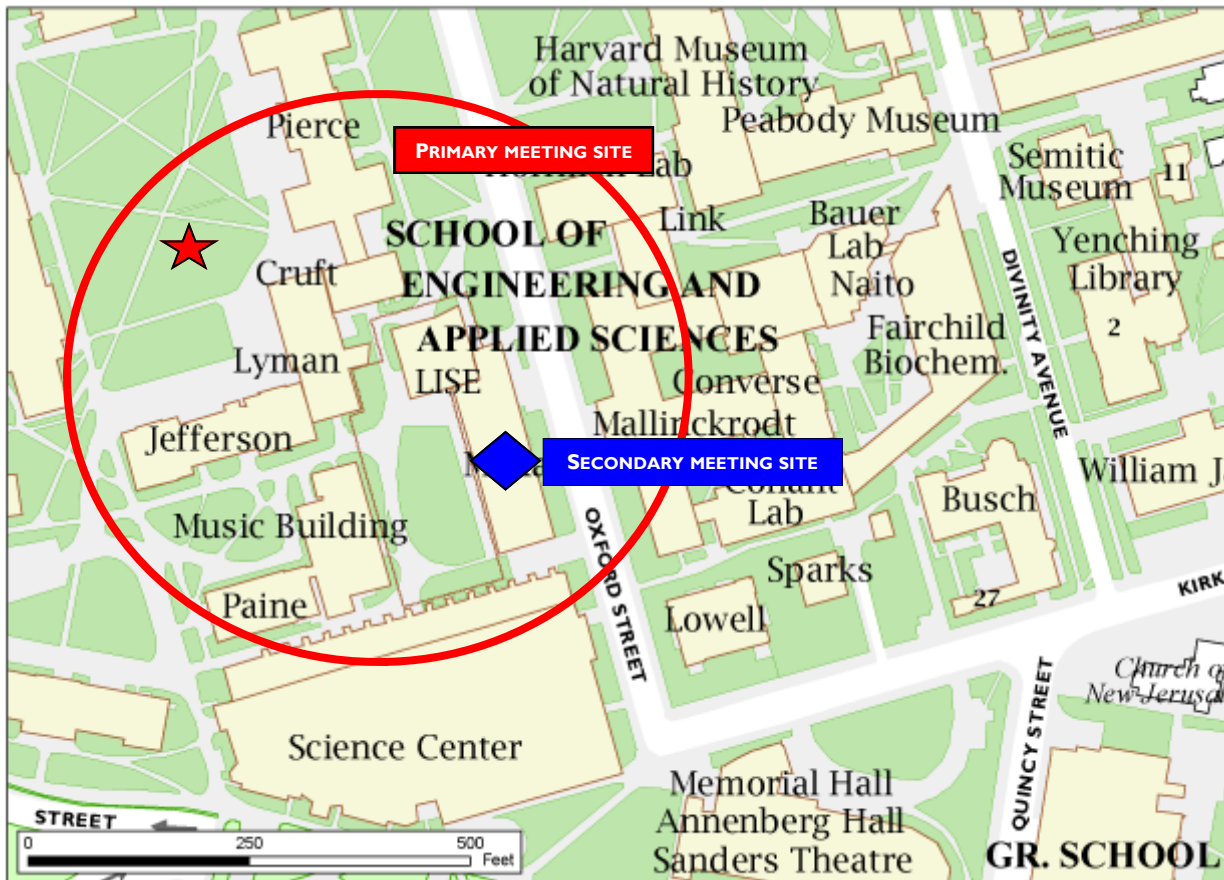 Harvard Museum
of Natural History
Pierce
PRIMARY MEETING SITE
Peabody Museum
Lab
Semitic
Museum
11
Link
Bauer
Lab
Naito
SCHOOL OF
ENGINEERING AND
APPLIED SCIENCES
Yenching
Library
2
Cruft
DIVINITY AVENUE
Fairchild
Biochem.
Lyman
LISE
Converse
Mallinckrodt
Jefferson
SECONDARY MEETING SITE
Conant
Lab
Busch
William J
Music Building
OXFORD STREET
Sparks
Paine
27
Lowell
KIRK
Church o
New Jerusa
QUINCY STREET
Science Center
Memorial Hall
Annenberg Hall
Sanders Theatre
GR. SCHOOL
STREET
0 250 500
Feet